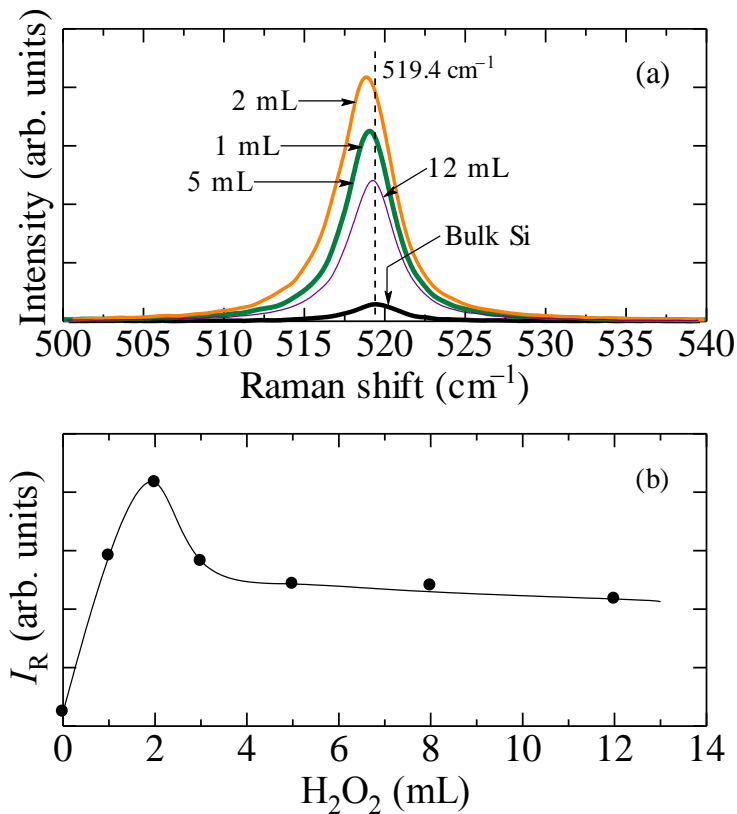 (a)
519.4 cm⁻¹
2 mL
1 mL
5 mL
12 mL
Bulk Si
Intensity (arb. units)
500 505 510 515 520 525 530 535 540
Raman shift (cm⁻¹)
(b)
I_R (arb. units)
0 2 4 6 8 10 12 14
H₂O₂ (mL)